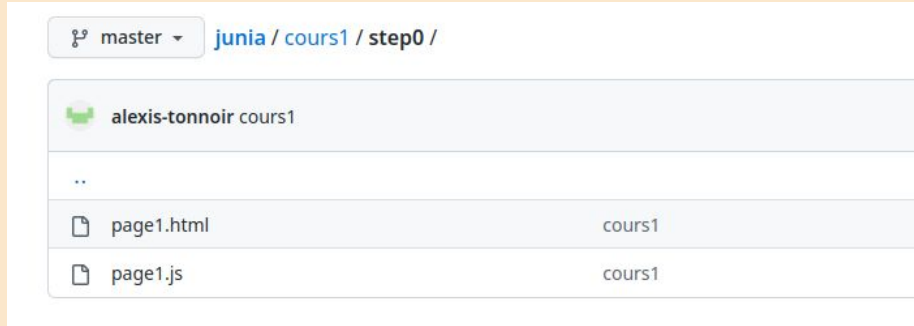 master junia / cours1 / step0 /
alexis-tonnoir cours1
..
page1.html cours1
page1.js cours1